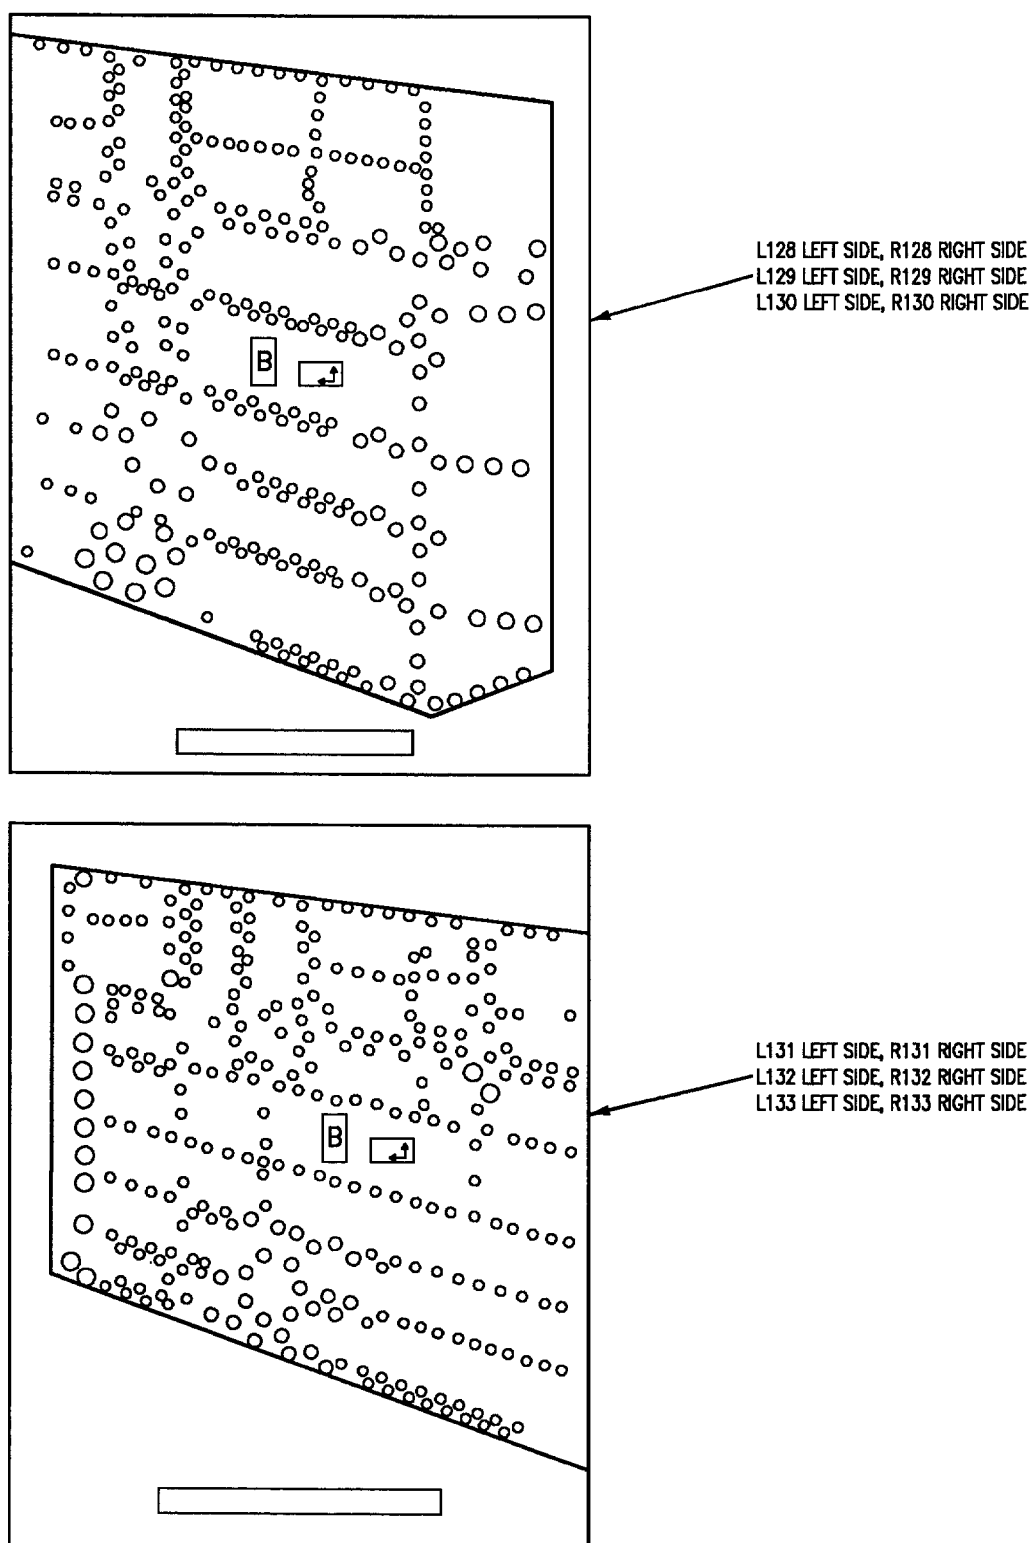 L128 LEFT SIDE, R128 RIGHT SIDE
L129 LEFT SIDE, R129 RIGHT SIDE
L130 LEFT SIDE, R130 RIGHT SIDE
B
L131 LEFT SIDE, R131 RIGHT SIDE
L132 LEFT SIDE, R132 RIGHT SIDE
L133 LEFT SIDE, R133 RIGHT SIDE
B